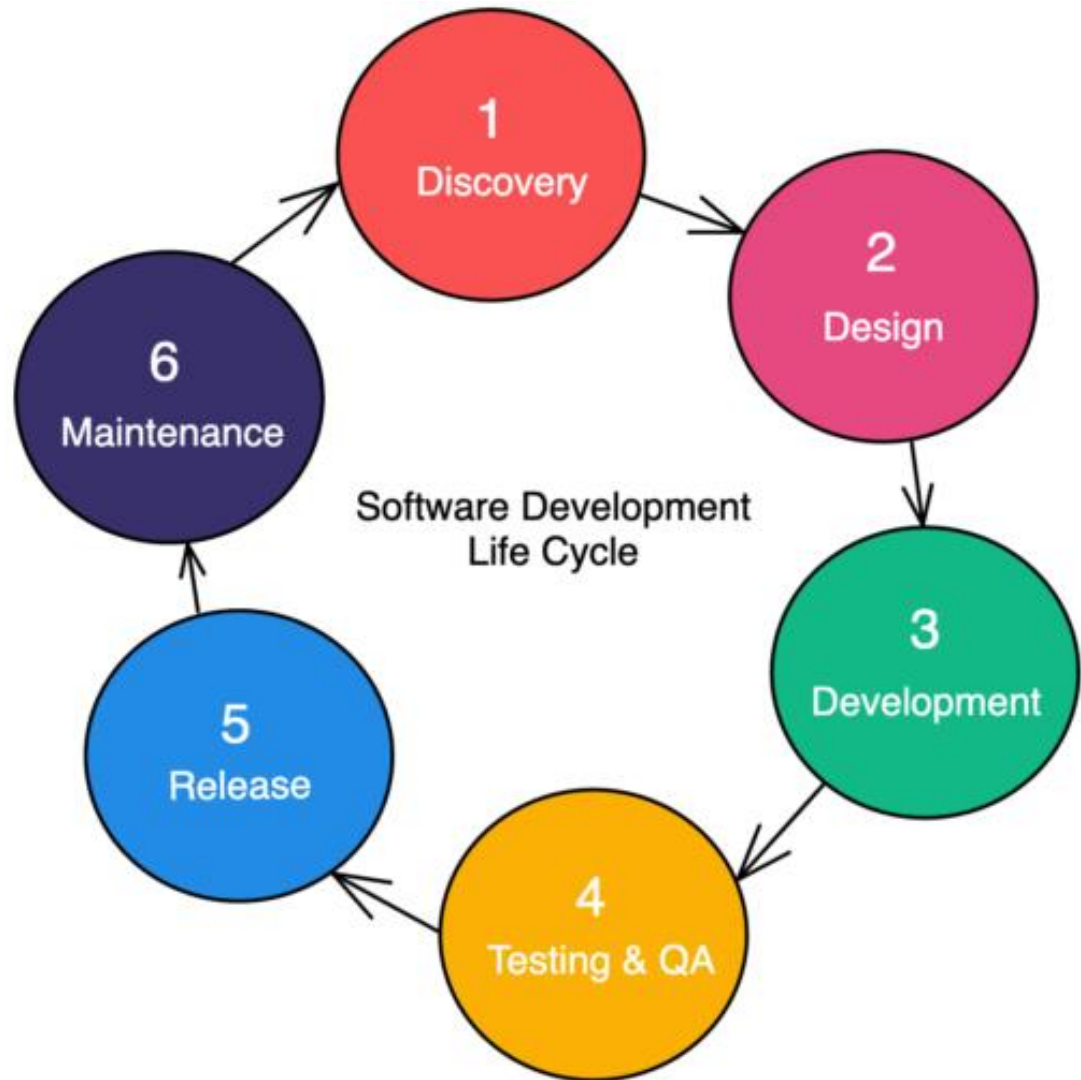 1
Discovery
2
Design
3
Development
4
Testing & QA
5
Release
6
Maintenance
Software Development
Life Cycle